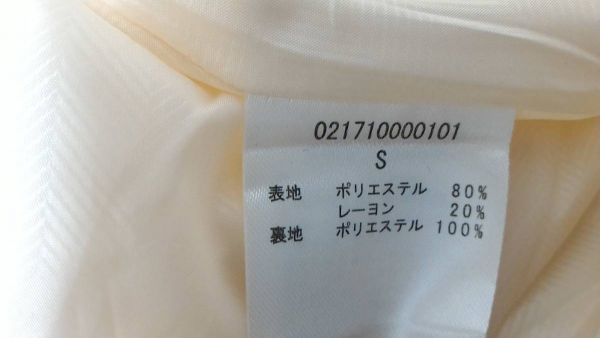 021710000101
S
表地 ポリエステル 80%
レーヨン 20%
裏地 ポリエステル 100%